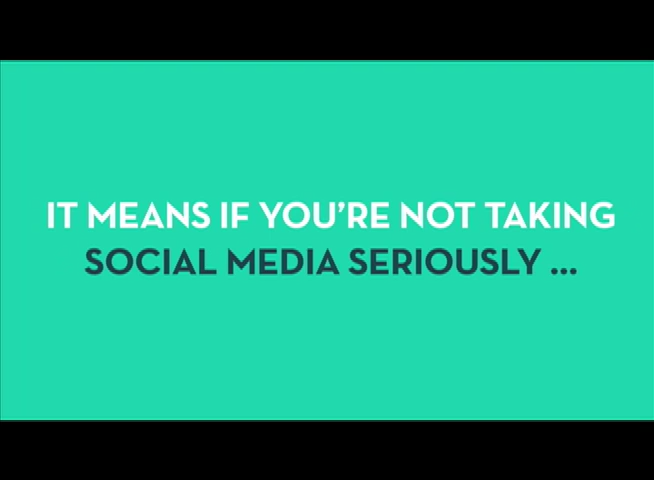 IT MEANS IF YOU’RE NOT TAKING
SOCIAL MEDIA SERIOUSLY ...